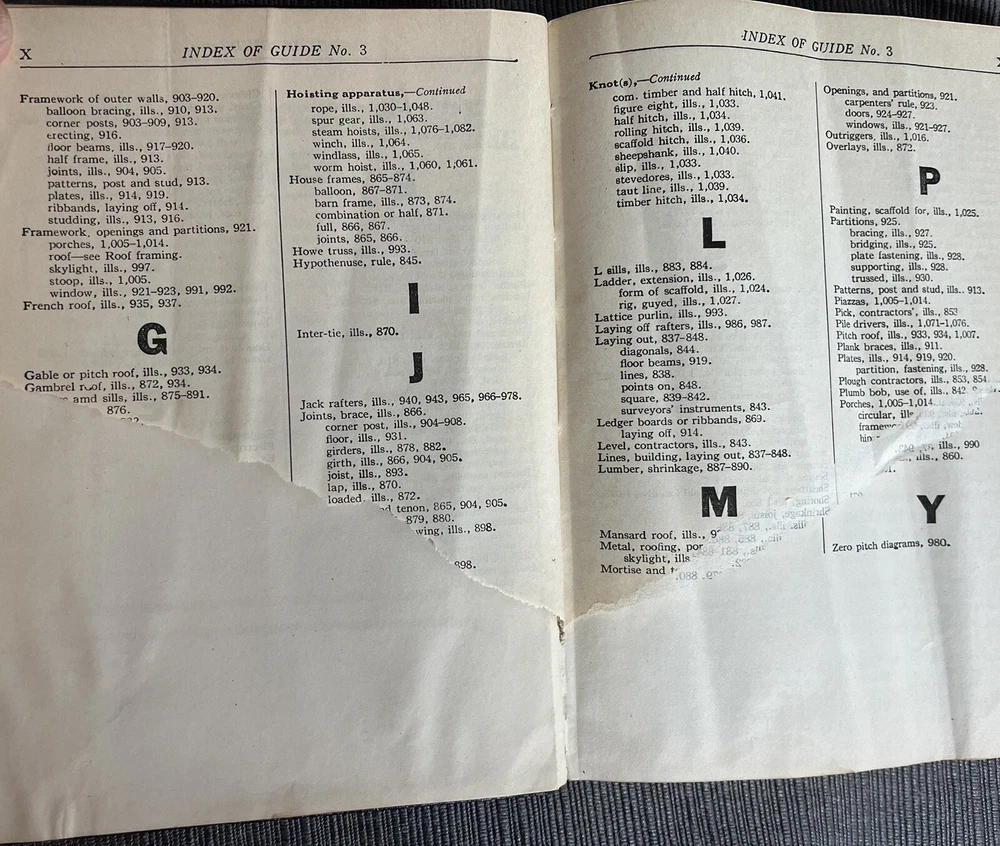 X
INDEX OF GUIDE No. 3
Framework of outer walls, 903-920.
balloon bracing, ills., 910, 913.
corner posts, 903-909, 913.
erecting, 916.
floor beams, ills., 917-920.
half frame, ills., 913.
joints, ills., 904, 905.
patterns, post and stud, 913.
plates, ills., 914, 919.
ribbands, laying off, 914.
studding, ills., 913, 916.
Framework, openings and partitions, 921.
porches, 1,005-1,014.
roof—see Roof framing.
skylight, ills., 997.
stoop, ills., 1,005.
window, ills., 921-923, 991, 992.
French roof, ills., 935, 937.
G
Gable or pitch roof, ills., 933, 934.
Gambrel roof, ills., 872, 934.
amd sills, ills., 875-891.
876.
Hoisting apparatus,—Continued
rope, ills., 1,030-1,048.
spur gear, ills., 1,063.
steam hoists, ills., 1,076-1,082.
winch, ills., 1,064.
windlass, ills., 1,065.
worm hoist, ills., 1,060, 1,061.
House frames, 865-874.
balloon, 867-871.
barn frame, ills., 873, 874.
combination or half, 871.
full, 866, 867.
joints, 865, 866.
Howe truss, ills., 993.
Hypothenuse, rule, 845.
I
Inter-tie, ills., 870.
J
Jack rafters, ills., 940, 943, 965, 966-978.
Joints, brace, ills., 866.
corner post, ills., 904-908.
floor, ills., 931.
girders, ills., 878, 882.
girth, ills., 866, 904, 905.
joist, ills., 893.
lap, ills., 870.
loaded, ills., 872.
tenon, 865, 904, 905.
879, 880.
ills., 898.
898.
INDEX OF GUIDE No. 3
Knot(s),—Continued
com. timber and half hitch, 1,041.
figure eight, ills., 1,033.
half hitch, ills., 1,034.
rolling hitch, ills., 1,039.
scaffold hitch, ills., 1,036.
sheepshank, ills., 1,040.
slip, ills., 1,033.
stevedores, ills., 1,033.
taut line, ills., 1,039.
timber hitch, ills., 1,034.
L
L sills, ills., 883, 884.
Ladder, extension, ills., 1,026.
form of scaffold, ills., 1,024.
rig, guyed, ills., 1,027.
Lattice purlin, ills., 993.
Laying off rafters, ills., 986, 987.
Laying out, 837-848.
diagonals, 844.
floor beams, 919.
lines, 838.
points on, 848.
square, 839-842.
surveyors' instruments, 843.
Ledger boards or ribbands, 869.
laying off, 914.
Level, contractors, ills., 843.
Lines, building, laying out, 837-848.
Lumber, shrinkage, 887-890.
M
Mansard roof, ills.,
Metal, roofing,
skylight, ills
Mortise and
Openings, and partitions, 921.
carpenters' rule, 923.
doors, 924-927.
windows, ills., 921-927.
Outriggers, ills., 1,016.
Overlays, ills., 872.
P
Painting, scaffold for, ills., 1,025.
Partitions, 925.
bracing, ills., 927.
bridging, ills., 925.
plate fastening, ills., 928.
supporting, ills., 928.
trussed, ills., 930.
Patterns, post and stud, ills. 913.
Piazzas, 1,005-1,014.
Pick, contractors', ills., 853
Pile drivers, ills., 1,071-1,076.
Pitch roof, ills., 933, 934, 1,007.
Plank braces, ills., 911.
Plates, ills., 914, 919, 920.
partition, fastening, ills., 928.
Plough contractors, ills., 853, 854
Plumb bob, use of, ills., 842
Porches, 1,005-1,014
circular,
ills., 990
ills., 860.
Y
Zero pitch diagrams, 980.